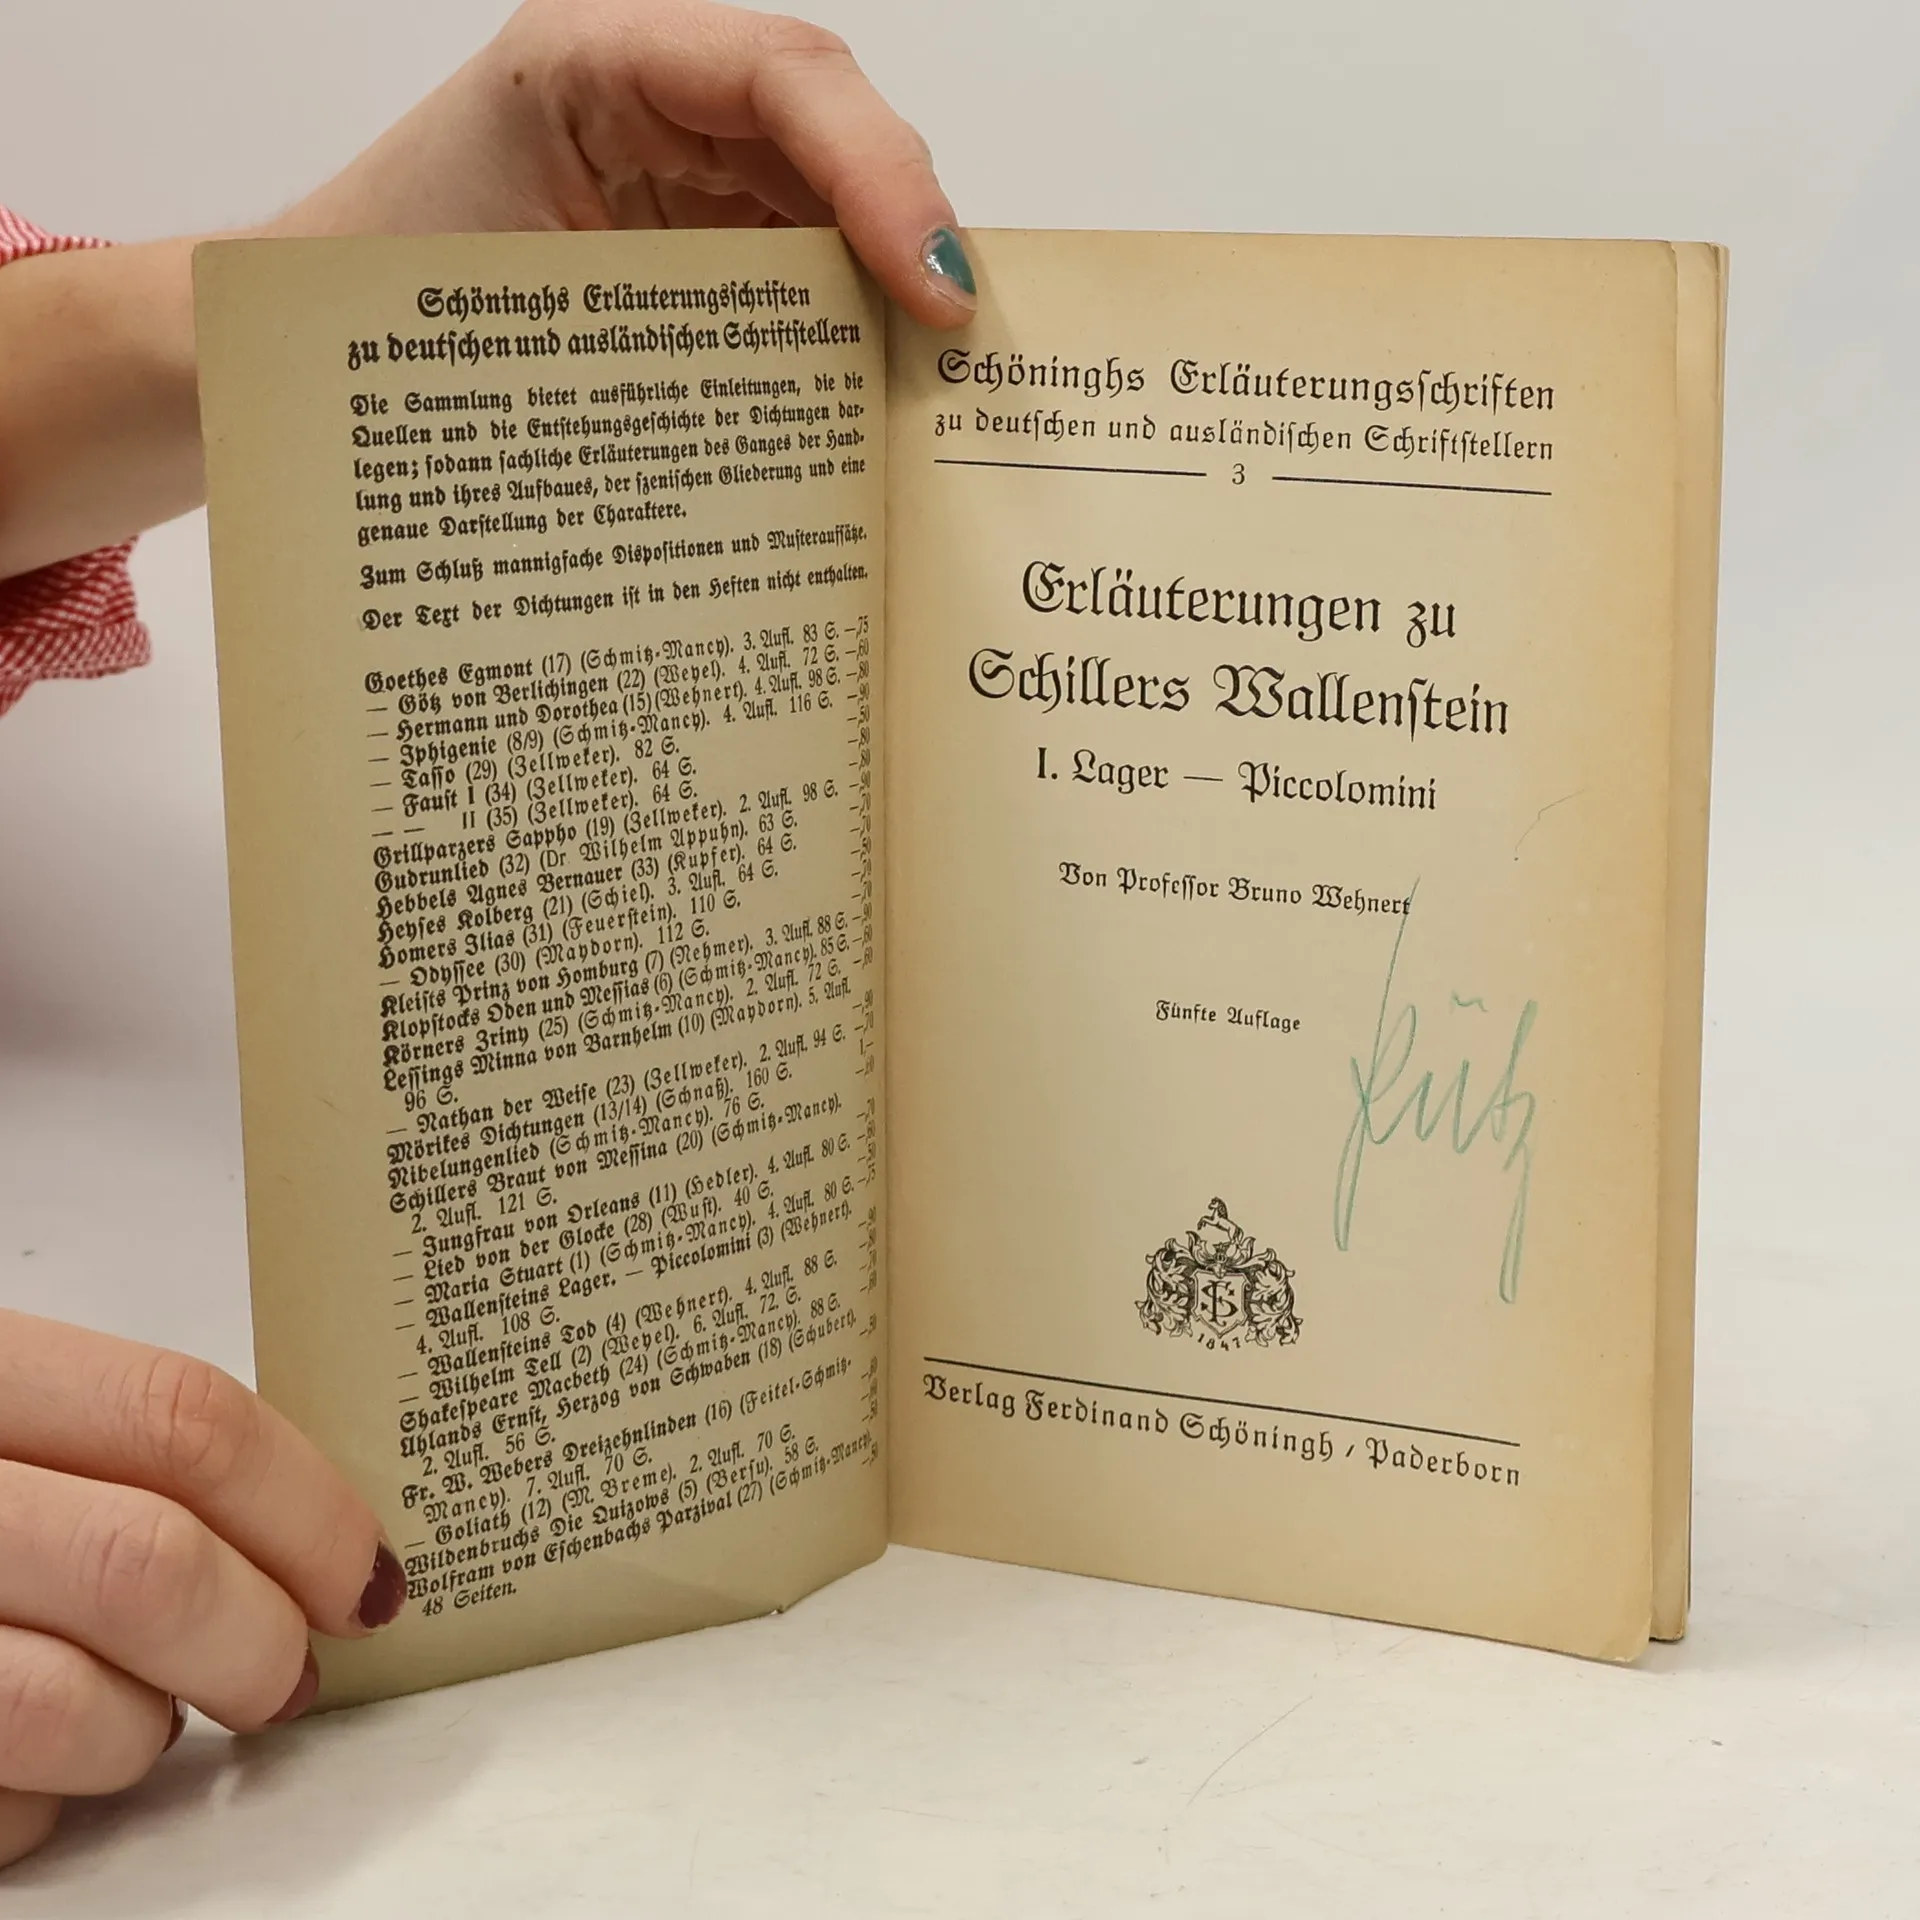 Schöninghs Erläuterungsschriften
zu deutschen und ausländischen Schriftstellern
Die Sammlung bietet ausführliche Einleitungen, die die
Quellen und die Entstehungsgeschichte der Dichtungen dar-
legen; sodann sachliche Erläuterungen des Ganges der Hand-
lung und ihres Aufbaues, der szenischen Gliederung und eine
genaue Darstellung der Charaktere.
Zum Schluß mannigfache Dispositionen und Musteraufsätze.
Der Text der Dichtungen ist in den Heften nicht enthalten.
Goethes Egmont (17) (Schmitz-Mancy). 3. Aufl. 83 S. —,75
— Götz von Berlichingen (22) (Weyel). 4. Aufl. 72 S. —,60
— Hermann und Dorothea (15) (Wehnert). 4. Aufl. 98 S. —,80
— Iphigenie (8/9) (Schmitz-Mancy). 4. Aufl. 116 S. —,90
— Tasso (29) (Zellweker). 82 S.
— Faust I (34) (Zellweker). 64 S.
— — II (35) (Zellweker). 64 S.
Grillparzers Sappho (19) (Zellweker). 2. Aufl. 98 S.
Gudrunlied (32) (Dr. Wilhelm Appuhn). 63 S.
Hebbels Agnes Bernauer (33) (Kupfer). 64 S.
Heyses Kolberg (21) (Schiel). 3. Aufl. 64 S.
Homers Ilias (31) (Feuerstein). 110 S.
— Odyssee (30) (Maydorn). 112 S.
Kleists Prinz von Homburg (7) (Nehmer). 3. Aufl. 88 S.
Klopstocks Oden und Messias (6) (Schmitz-Mancy). 85 S.
Körners Zriny (25) (Schmitz-Mancy). 2. Aufl. 72 S.
Lessings Minna von Barnhelm (10) (Maydorn). 5. Aufl.
96 S.
— Nathan der Weise (23) (Zellweker). 2. Aufl. 94 S.
Mörikes Dichtungen (13/14) (Schnaß). 160 S.
Nibelungenlied (Schmitz-Mancy). 76 S.
Schillers Braut von Messina (20) (Schmitz-Mancy).
2. Aufl. 121 S.
— Jungfrau von Orleans (11) (Hedler). 4. Aufl. 80 S.
— Lied von der Glocke (28) (Wust). 40 S.
— Maria Stuart (1) (Schmitz-Mancy). 4. Aufl. 80 S.
— Wallensteins Lager. — Piccolomini (3) (Wehnert).
4. Aufl. 108 S.
— Wallensteins Tod (4) (Wehnert). 4. Aufl. 88 S.
— Wilhelm Tell (2) (Weyel). 6. Aufl. 72. S.
Shakespeare Macbeth (24) (Schmitz-Mancy). 88 S.
Uhlands Ernst, Herzog von Schwaben (18) (Schubert).
2. Aufl. 56 S.
Fr. W. Webers Dreizehnlinden (16) (Feitel-Schmitz-
Mancy). 7. Aufl. 70 S.
— Goliath (12) (M. Breme). 2. Aufl. 70 S.
Wildenbruchs Die Quizows (5) (Bersu). 58 S.
Wolfram von Eschenbachs Parzival (27) (Schmitz-Mancy).
48 Seiten.
Schöninghs Erläuterungsschriften
zu deutschen und ausländischen Schriftstellern
3
Erläuterungen zu
Schillers Wallenstein
I. Lager — Piccolomini
Von Professor Bruno Wehnert
Fünfte Auflage
1847
Verlag Ferdinand Schöningh / Paderborn